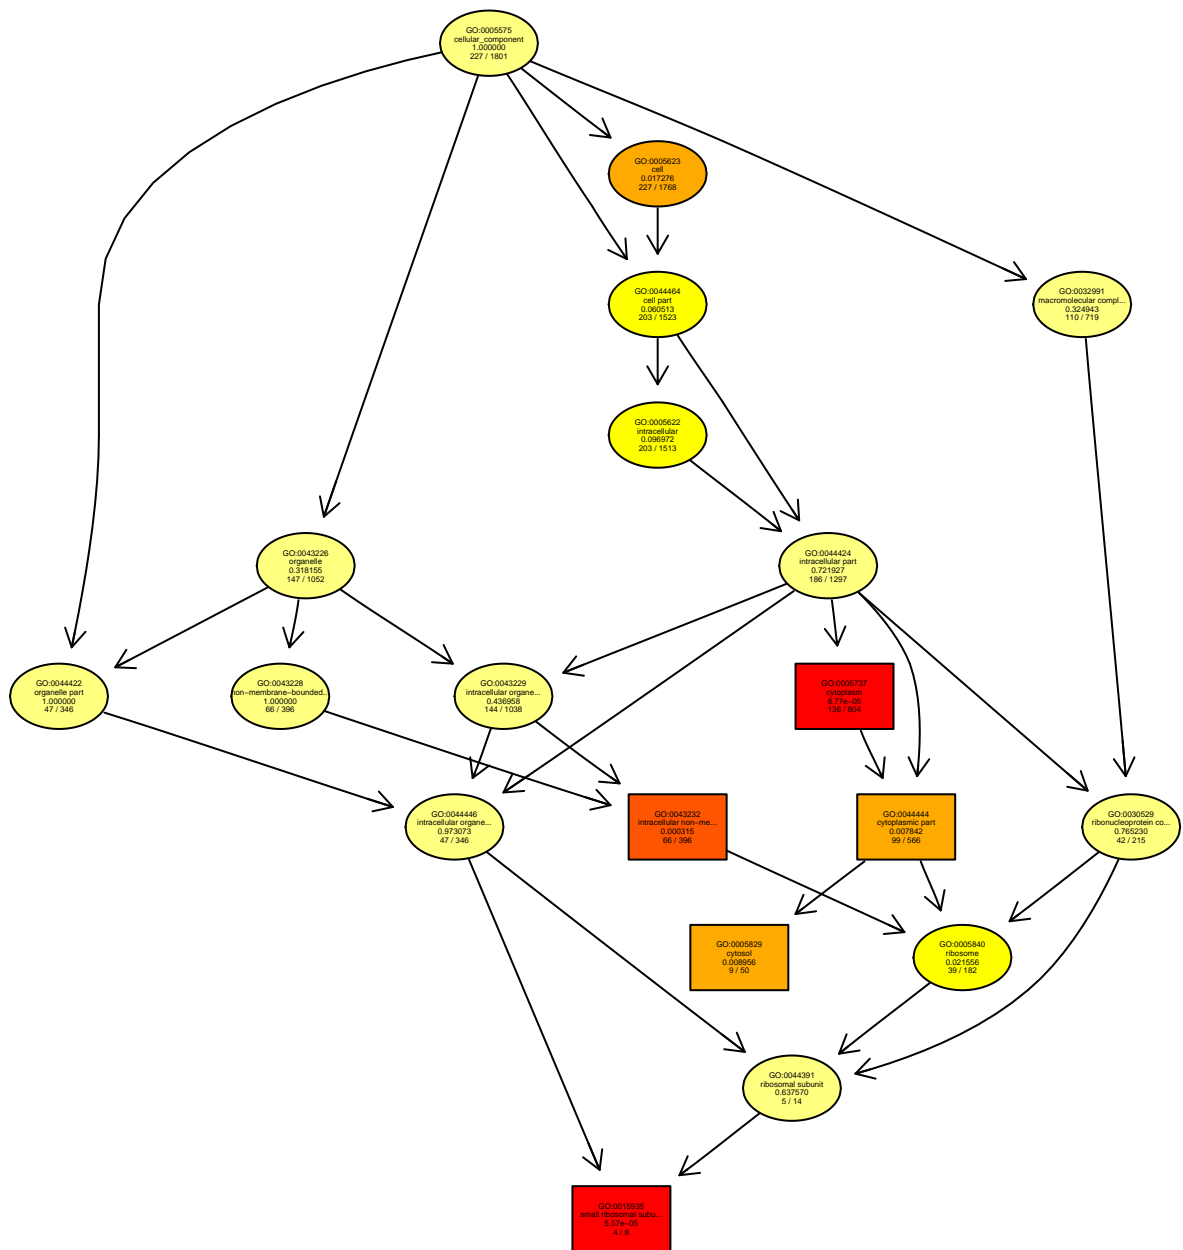 GO:0005575
cellular_component
1.000000
227 / 1801
GO:0005623
cell
0.017276
227 / 1768
GO:0044464
cell part
0.060513
203 / 1523
GO:0032991
macromolecular compl...
0.324943
110 / 719
GO:0005622
intracellular
0.096972
203 / 1513
GO:0043226
organelle
0.318155
147 / 1052
GO:0044424
intracellular part
0.721927
186 / 1297
GO:0044422
organelle part
1.000000
47 / 346
GO:0043228
non−membrane−bounded...
1.000000
66 / 396
GO:0043229
intracellular organe...
0.436958
144 / 1038
GO:0005737
cytoplasm
8.77e−05
138 / 804
GO:0044446
intracellular organe...
0.973073
47 / 346
GO:0043232
intracellular non−me...
0.000315
66 / 396
GO:0044444
cytoplasmic part
0.007842
99 / 566
GO:0030529
ribonucleoprotein co...
0.765230
42 / 215
GO:0005829
cytosol
0.008956
9 / 50
GO:0005840
ribosome
0.021556
39 / 182
GO:0044391
ribosomal subunit
0.637570
5 / 14
GO:0015935
small ribosomal subu...
5.57e−05
4 / 8